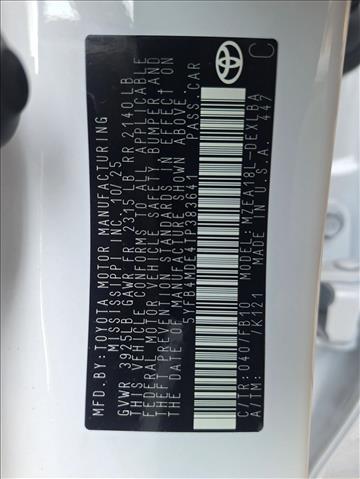 MFD.BY: TOYOTA MOTOR MANUFACTURING
MISSISSIPPI INC. 10/25
GVWR 3925LB GAWR FR 2315 LB RR 2140 LB
THIS VEHICLE CONFORMS TO ALL APPLICABLE
FEDERAL MOTOR VEHICLE SAFETY BUMPER AND
THEFT PREVENTION STANDARDS IN EFFECT ON
THE DATE OF MANUFACTURE SHOWN ABOVE.
5YFB4MDE4TP383641 PASS.CAR
C/TR:040/FB10 MODEL:MZEA18L-DEXLBA
A/TM: /K121 MADE IN U.S.A. 447
TOYOTA
C